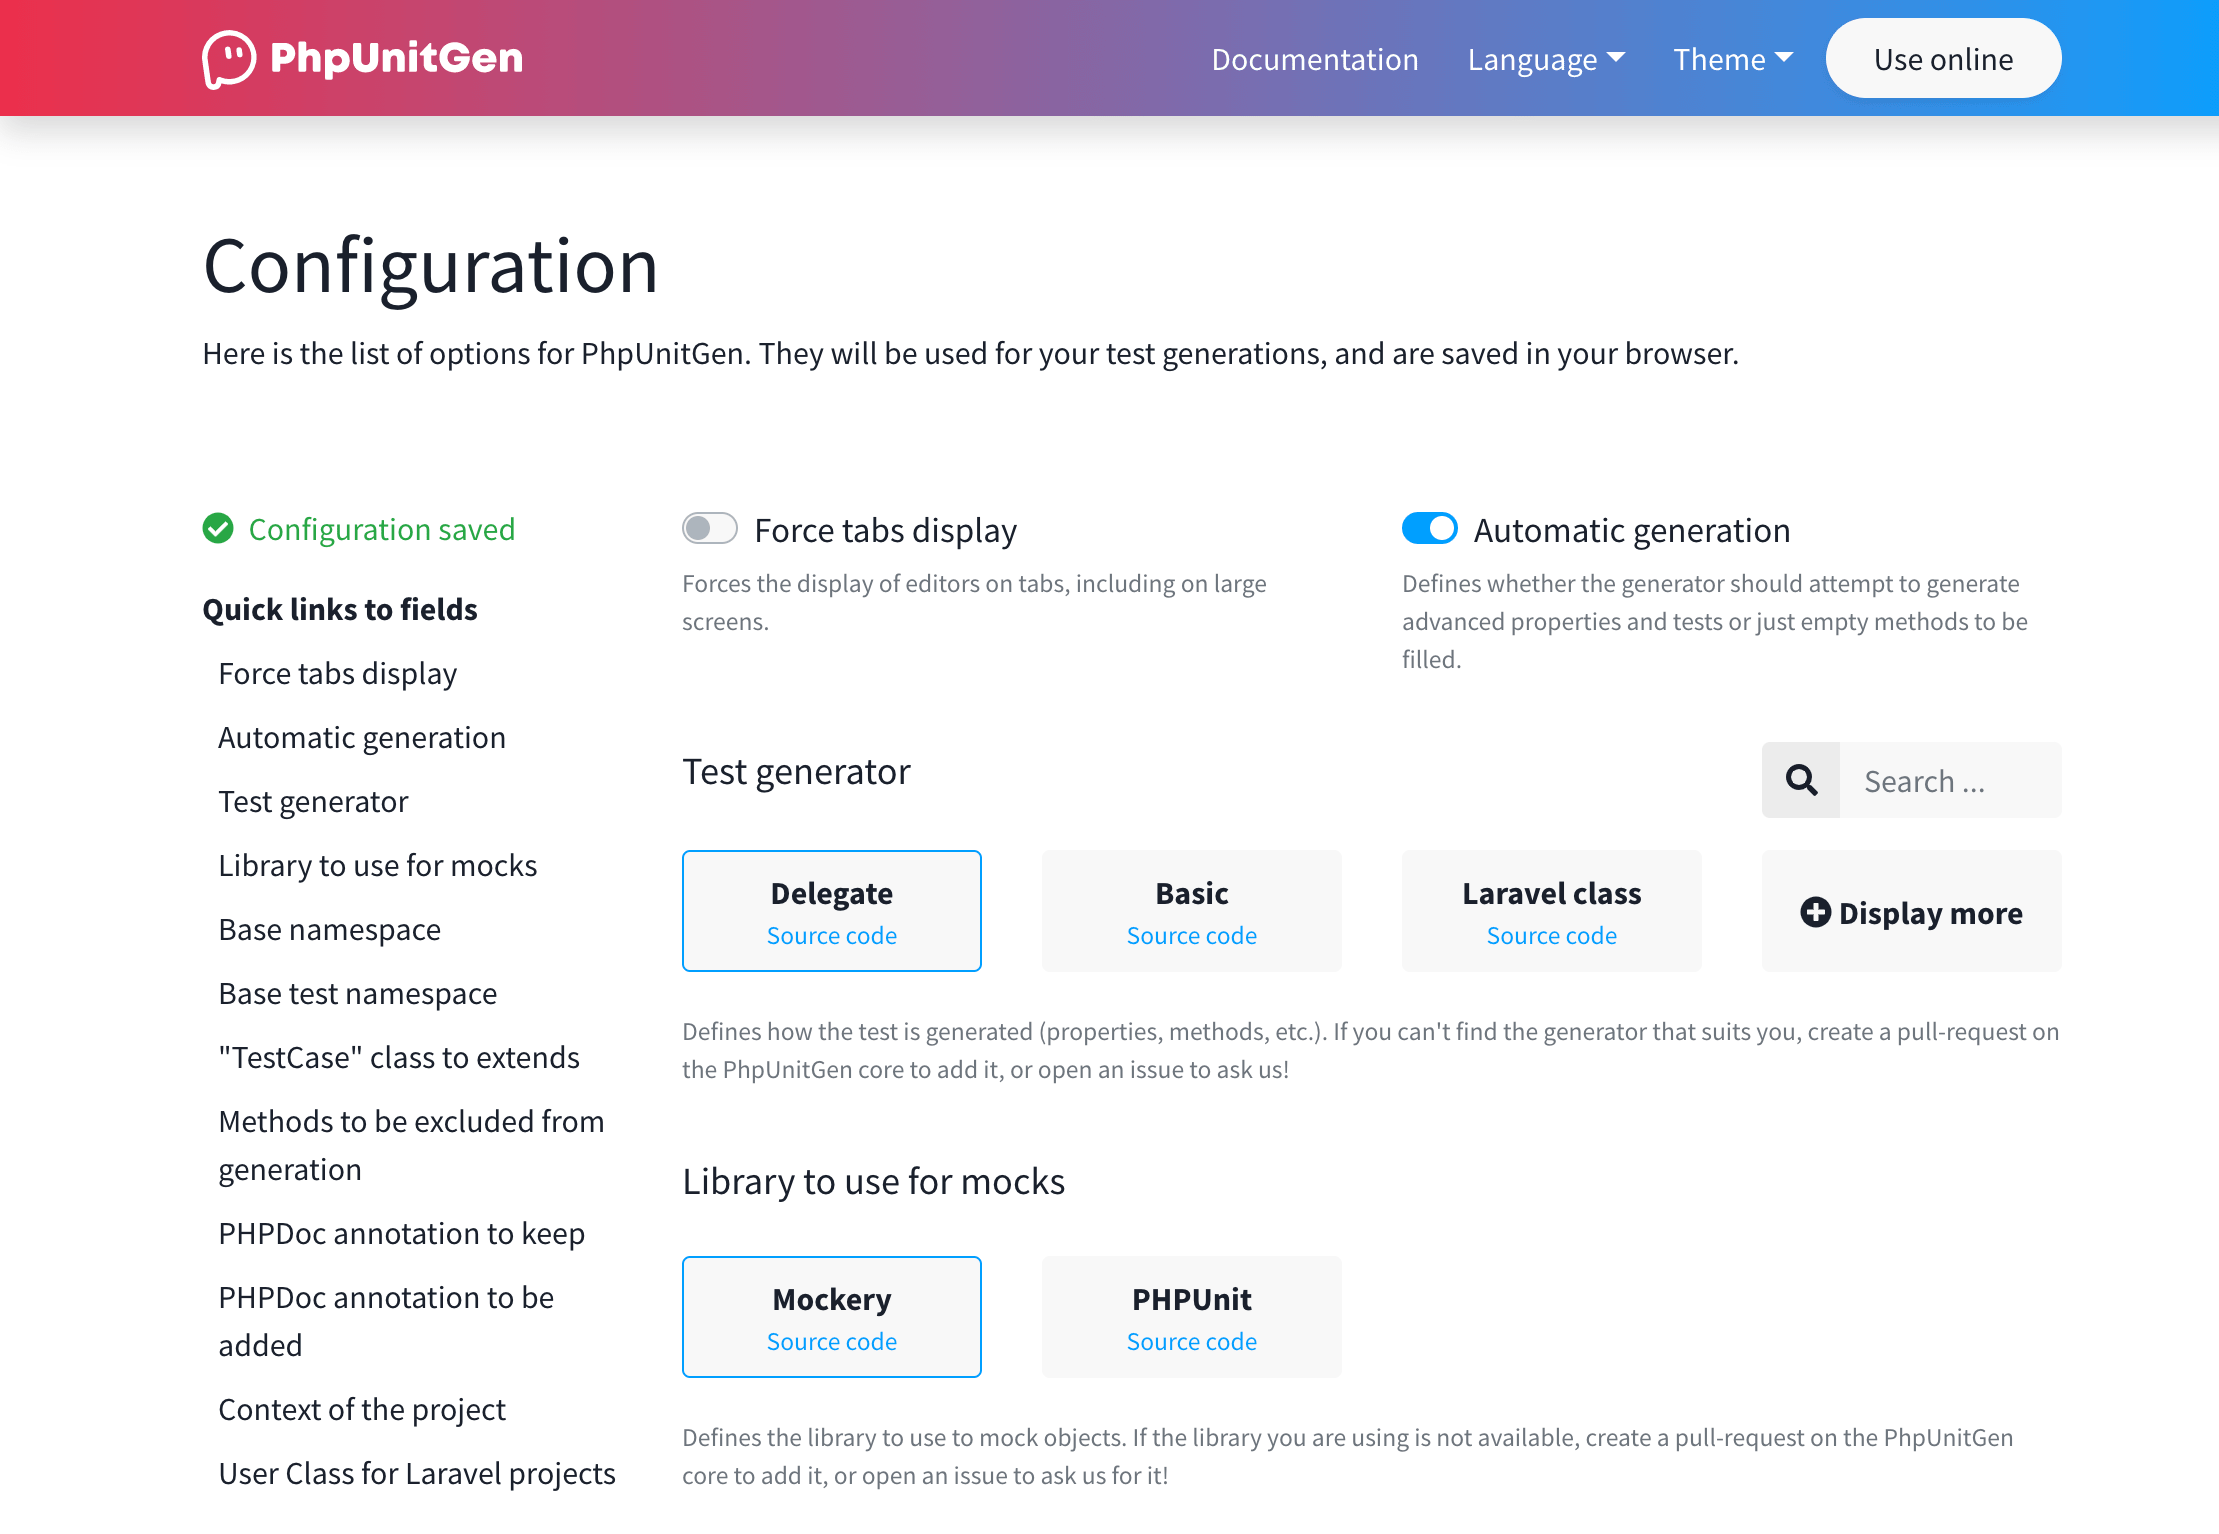 PhpUnitGen
Documentation
Language
Theme
Use online
Configuration
Here is the list of options for PhpUnitGen. They will be used for your test generations, and are saved in your browser.
Configuration saved
Quick links to fields
Force tabs display
Automatic generation
Test generator
Library to use for mocks
Base namespace
Base test namespace
"TestCase" class to extends
Methods to be excluded from
generation
PHPDoc annotation to keep
PHPDoc annotation to be
added
Context of the project
User Class for Laravel projects
Force tabs display
Forces the display of editors on tabs, including on large
screens.
Automatic generation
Defines whether the generator should attempt to generate
advanced properties and tests or just empty methods to be
filled.
Test generator
Search ...
Delegate
Source code
Basic
Source code
Laravel class
Source code
Display more
Defines how the test is generated (properties, methods, etc.). If you can't find the generator that suits you, create a pull-request on
the PhpUnitGen core to add it, or open an issue to ask us!
Library to use for mocks
Mockery
Source code
PHPUnit
Source code
Defines the library to use to mock objects. If the library you are using is not available, create a pull-request on the PhpUnitGen
core to add it, or open an issue to ask us for it!